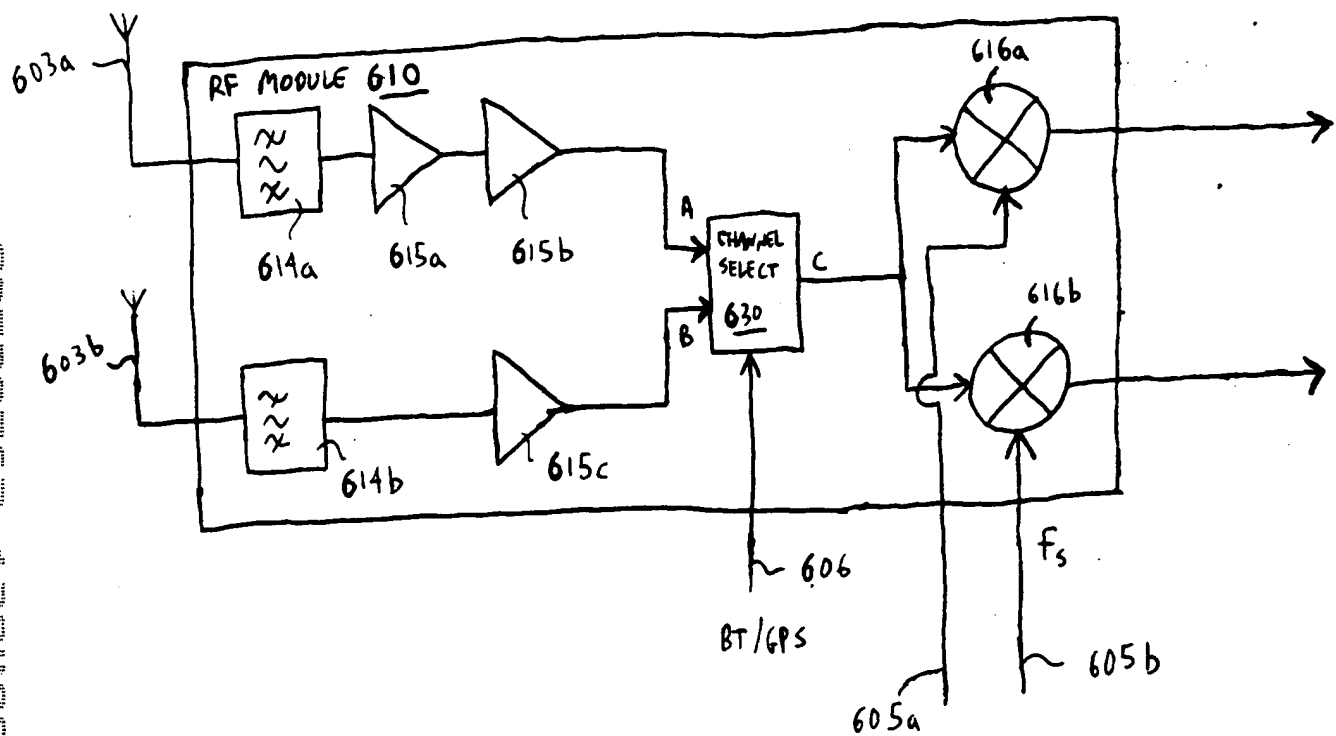 616a
603a
RF MODULE 610
A
615a
615b
614a
CHANNEL
SELECT
630
C
616b
603b
B
615c
614b
fs
606
BT/GPS
605b
605a